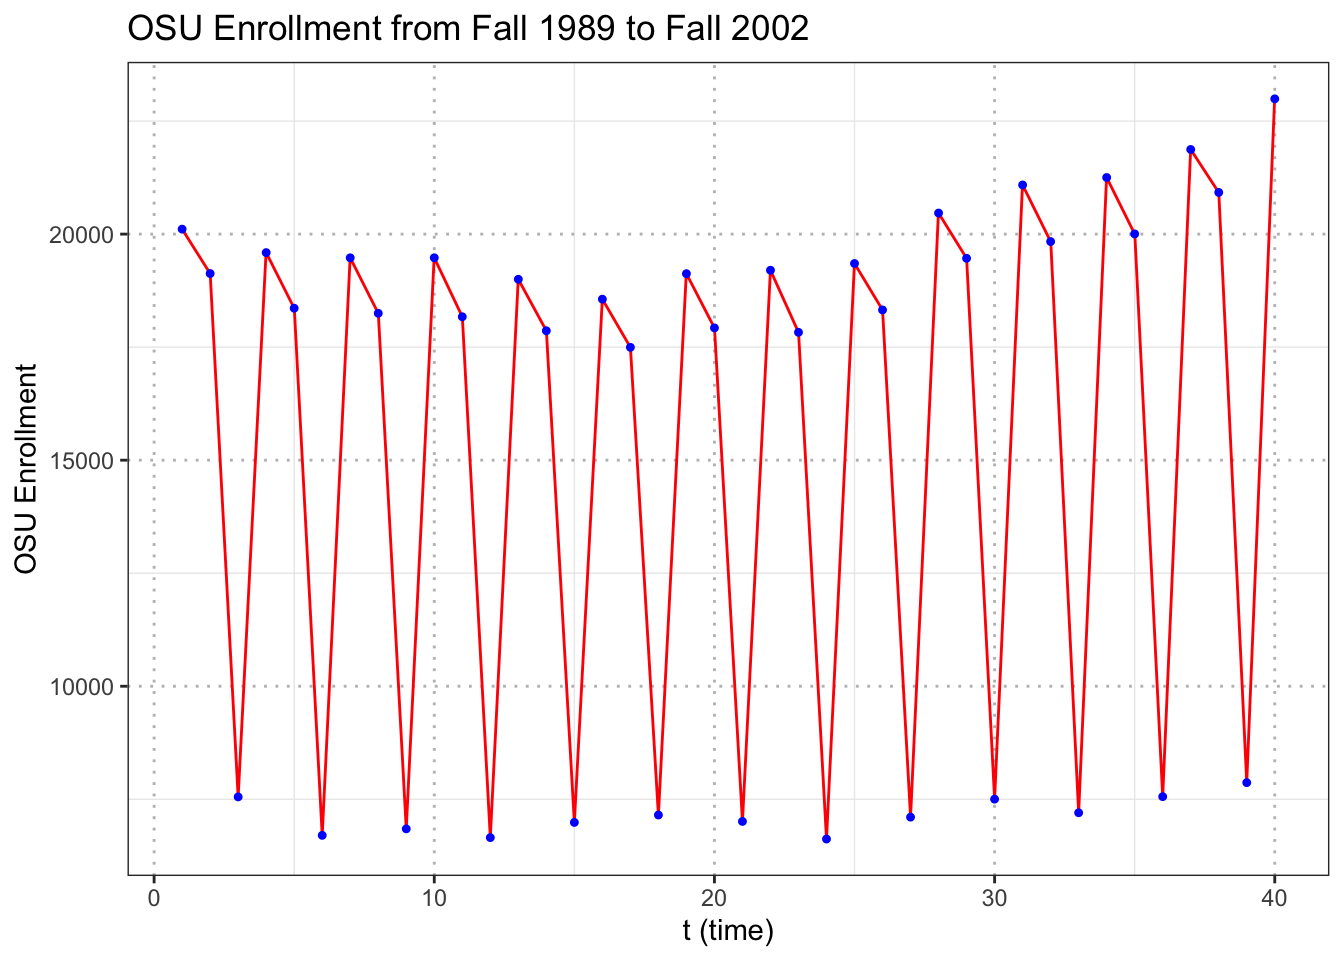 OSU Enrollment from Fall 1989 to Fall 2002
OSU Enrollment
20000
15000
10000
0
10
20
30
40
t (time)